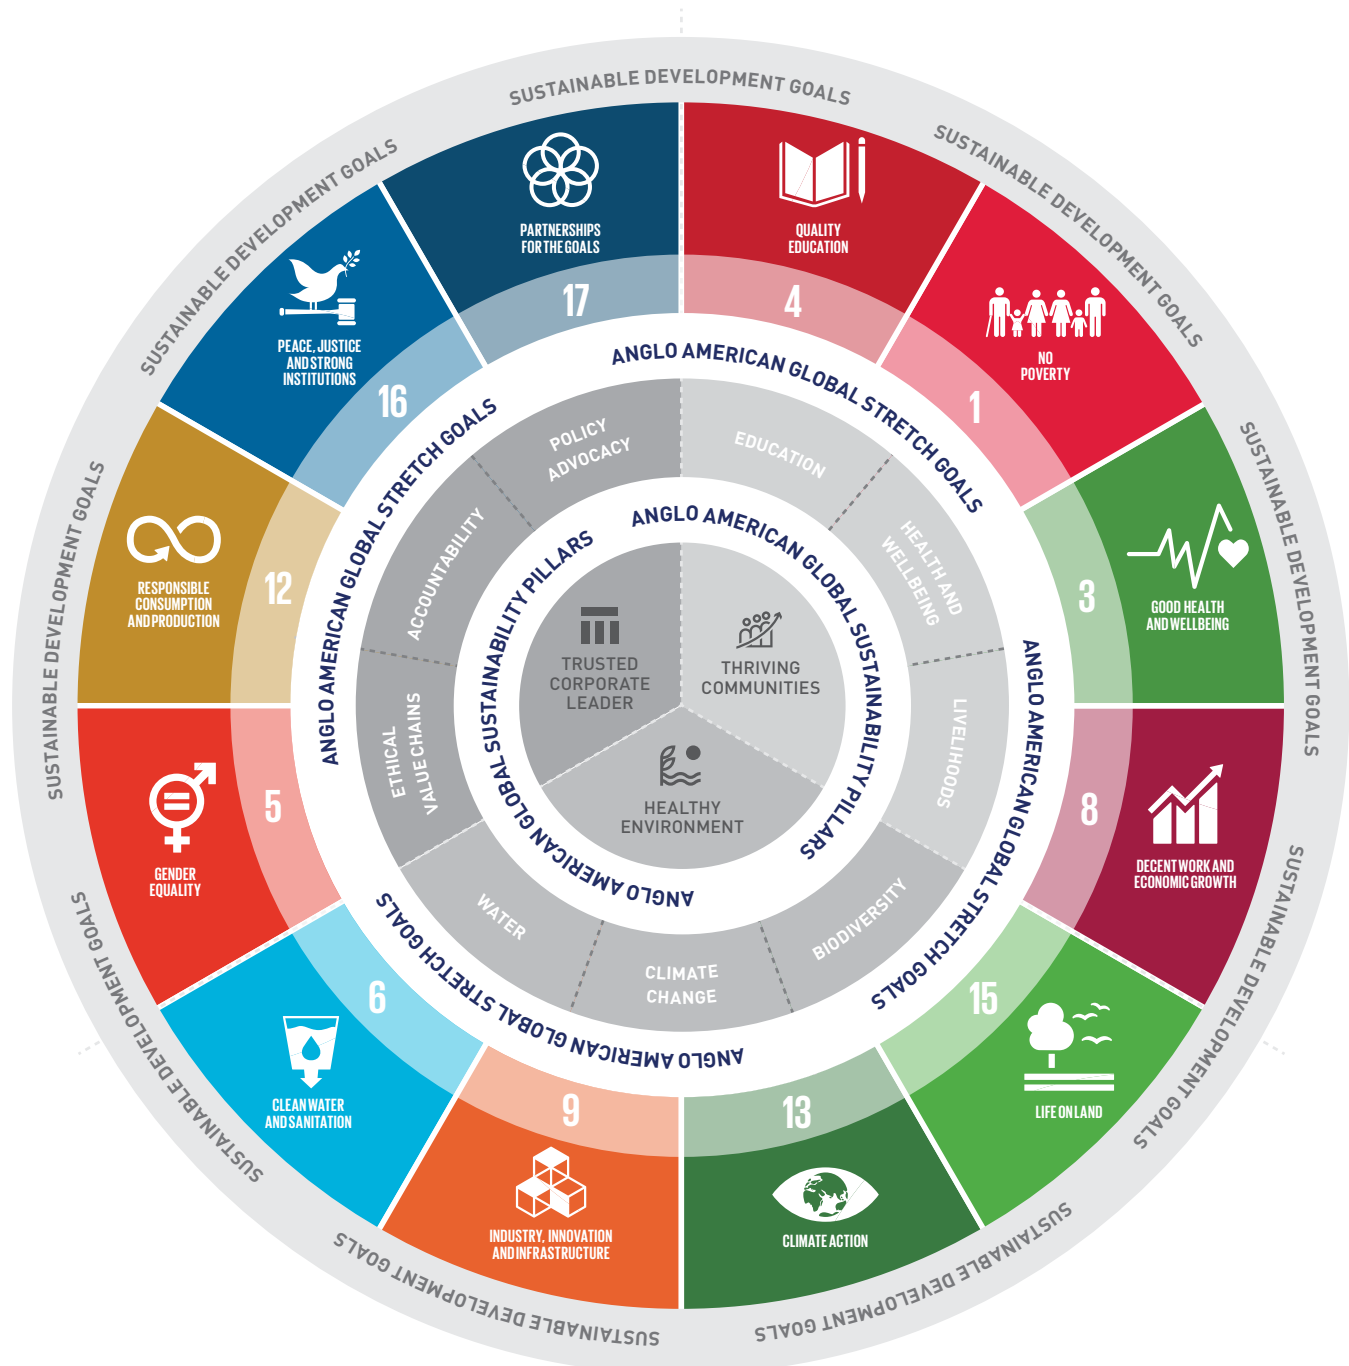 SUSTAINABLE DEVELOPMENT GOALS
SUSTAINABLE DEVELOPMENT GOALS
SUSTAINABLE DEVELOPMENT GOALS
SUSTAINABLE DEVELOPMENT GOALS
SUSTAINABLE DEVELOPMENT GOALS
SUSTAINABLE DEVELOPMENT GOALS
SUSTAINABLE DEVELOPMENT GOALS
SUSTAINABLE DEVELOPMENT GOALS
SUSTAINABLE DEVELOPMENT GOALS
QUALITY
EDUCATION
4
NO
POVERTY
1
GOOD HEALTH
AND WELLBEING
3
DECENT WORK AND
ECONOMIC GROWTH
8
LIFE ON LAND
15
CLIMATE ACTION
13
INDUSTRY, INNOVATION
AND INFRASTRUCTURE
9
CLEAN WATER
AND SANITATION
6
GENDER
EQUALITY
5
RESPONSIBLE
CONSUMPTION
AND PRODUCTION
12
PEACE, JUSTICE
AND STRONG
INSTITUTIONS
16
PARTNERSHIPS
FOR THE GOALS
17
ANGLO AMERICAN GLOBAL STRETCH GOALS
ANGLO AMERICAN GLOBAL STRETCH GOALS
ANGLO AMERICAN GLOBAL STRETCH GOALS
ANGLO AMERICAN GLOBAL STRETCH GOALS
EDUCATION
HEALTH AND
WELLBEING
LIVELIHOODS
BIODIVERSITY
CLIMATE
CHANGE
WATER
ETHICAL
VALUE CHAINS
ACCOUNTABILITY
POLICY
ADVOCACY
ANGLO AMERICAN GLOBAL SUSTAINABILITY PILLARS
ANGLO AMERICAN GLOBAL SUSTAINABILITY PILLARS
TRUSTED
CORPORATE
LEADER
THRIVING
COMMUNITIES
HEALTHY
ENVIRONMENT